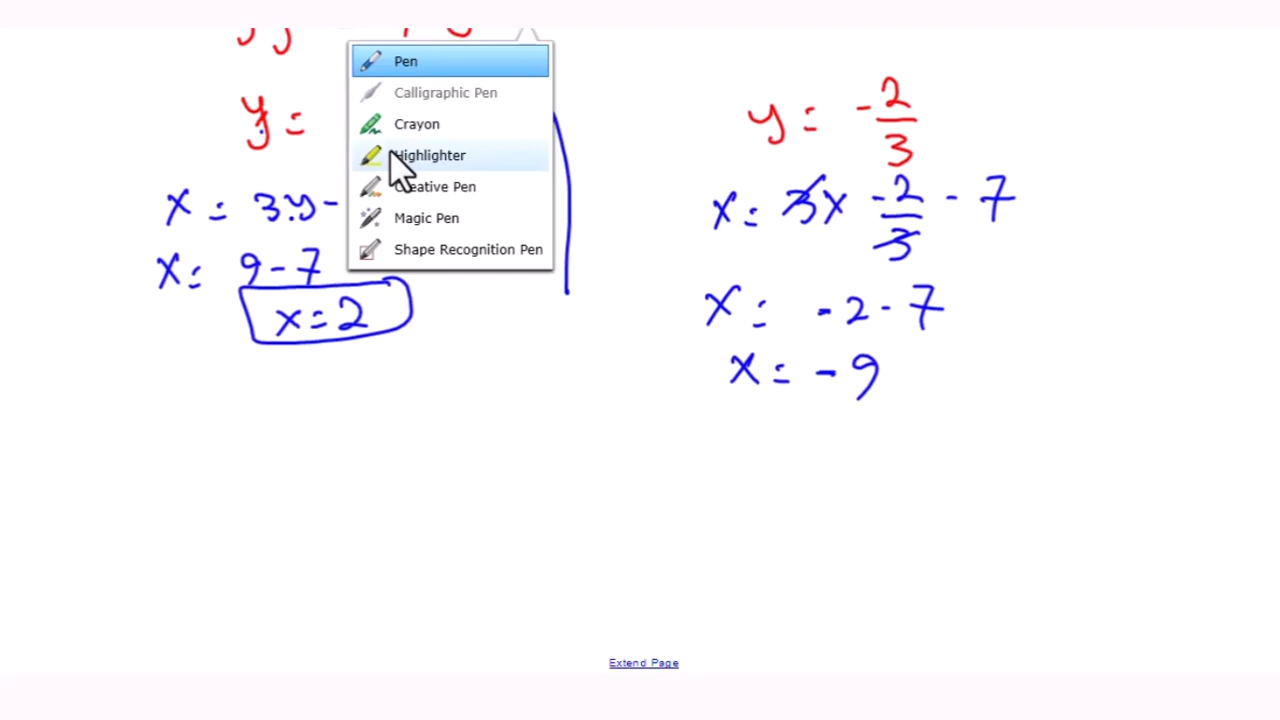 Pen
Calligraphic Pen
Crayon
Highlighter
Creative Pen
Magic Pen
Shape Recognition Pen
y =
x = 3.y -
x = 9 - 7
x = 2
y = -2/3
x = 3x -2/3 - 7
x = -2 - 7
x = -9
Extend Page